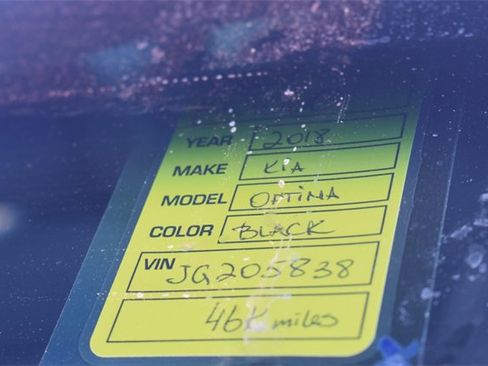 YEAR 2018
MAKE KIA
MODEL OPTIMA
COLOR BLACK
VIN JG205838
46K miles